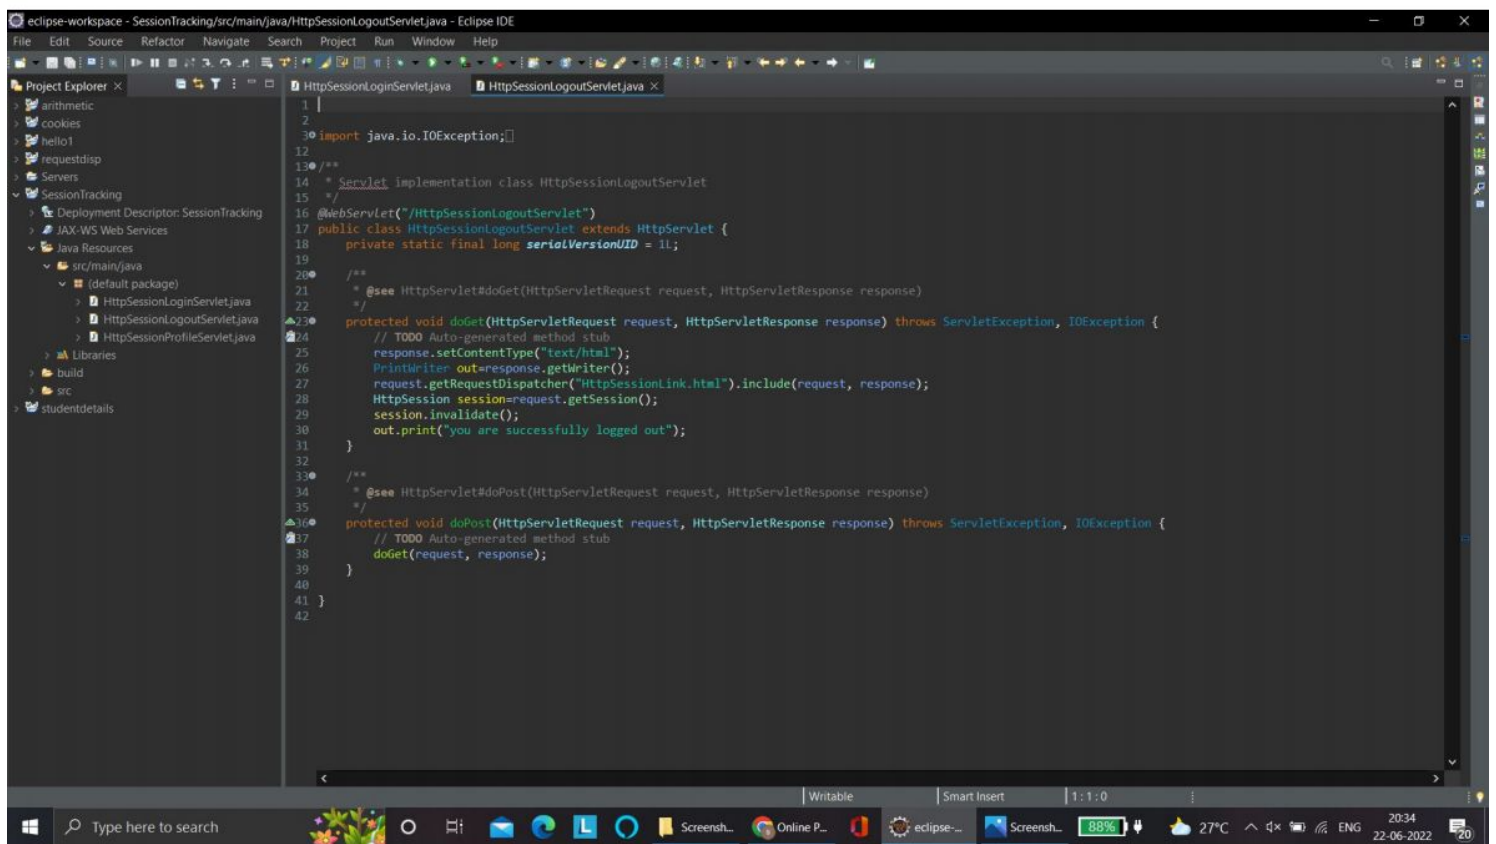 eclipse-workspace - SessionTracking/src/main/java/HttpSessionLogoutServlet.java - Eclipse IDE
File Edit Source Refactor Navigate Search Project Run Window Help
Project Explorer
HttpSessionLoginServlet.java HttpSessionLogoutServlet.java
arithmetic
cookies
hello1
requestdisp
Servers
SessionTracking
Deployment Descriptor: SessionTracking
JAX-WS Web Services
Java Resources
src/main/java
(default package)
HttpSessionLoginServlet.java
HttpSessionLogoutServlet.java
HttpSessionProfileServlet.java
Libraries
build
src
studentdetails
1
2
3 import java.io.IOException;
12
13 /**
14 * Servlet implementation class HttpSessionLogoutServlet
15 */
16 @WebServlet("/HttpSessionLogoutServlet")
17 public class HttpSessionLogoutServlet extends HttpServlet {
18 private static final long serialVersionUID = 1L;
19
20 /**
21 * @see HttpServlet#doGet(HttpServletRequest request, HttpServletResponse response)
22 */
23 protected void doGet(HttpServletRequest request, HttpServletResponse response) throws ServletException, IOException {
24 // TODO Auto-generated method stub
25 response.setContentType("text/html");
26 PrintWriter out=response.getWriter();
27 request.getRequestDispatcher("HttpSessionLink.html").include(request, response);
28 HttpSession session=request.getSession();
29 session.invalidate();
30 out.print("you are successfully logged out");
31 }
32
33 /**
34 * @see HttpServlet#doPost(HttpServletRequest request, HttpServletResponse response)
35 */
36 protected void doPost(HttpServletRequest request, HttpServletResponse response) throws ServletException, IOException {
37 // TODO Auto-generated method stub
38 doGet(request, response);
39 }
40
41 }
42
Writable Smart Insert 1 : 1 : 0
Type here to search L Screensh... Online P... eclipse-... Screensh... 88% 27°C ENG 20:34
22-06-2022 20